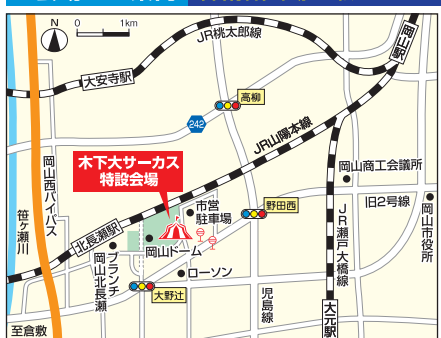 N
0 1km
JR桃太郎線
岡山駅
大安寺駅
高柳
242
JR山陽本線
木下大サーカス
特設会場
岡山西バイパス
笹ヶ瀬川
岡山商工会議所
市営
駐車場
野田西
旧2号線
北長瀬駅
岡山ドーム
ブランチ
岡山北長瀬
ローソン
JR瀬戸大橋線
岡山市役所
大野辻
児島線
大元駅
至倉敷